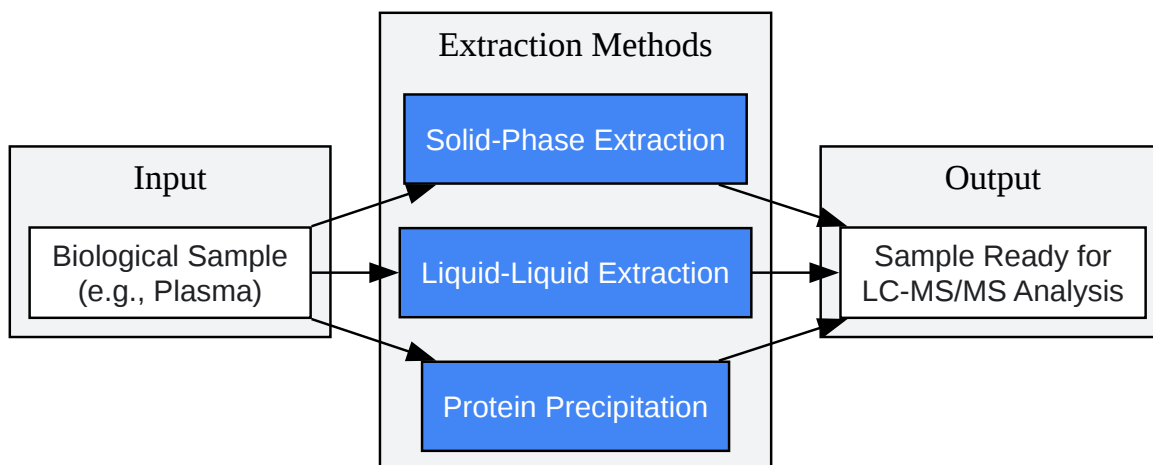 Extraction Methods
Solid-Phase Extraction
Input
Output
Biological Sample
(e.g., Plasma)
Liquid-Liquid Extraction
Sample Ready for
LC-MS/MS Analysis
Protein Precipitation